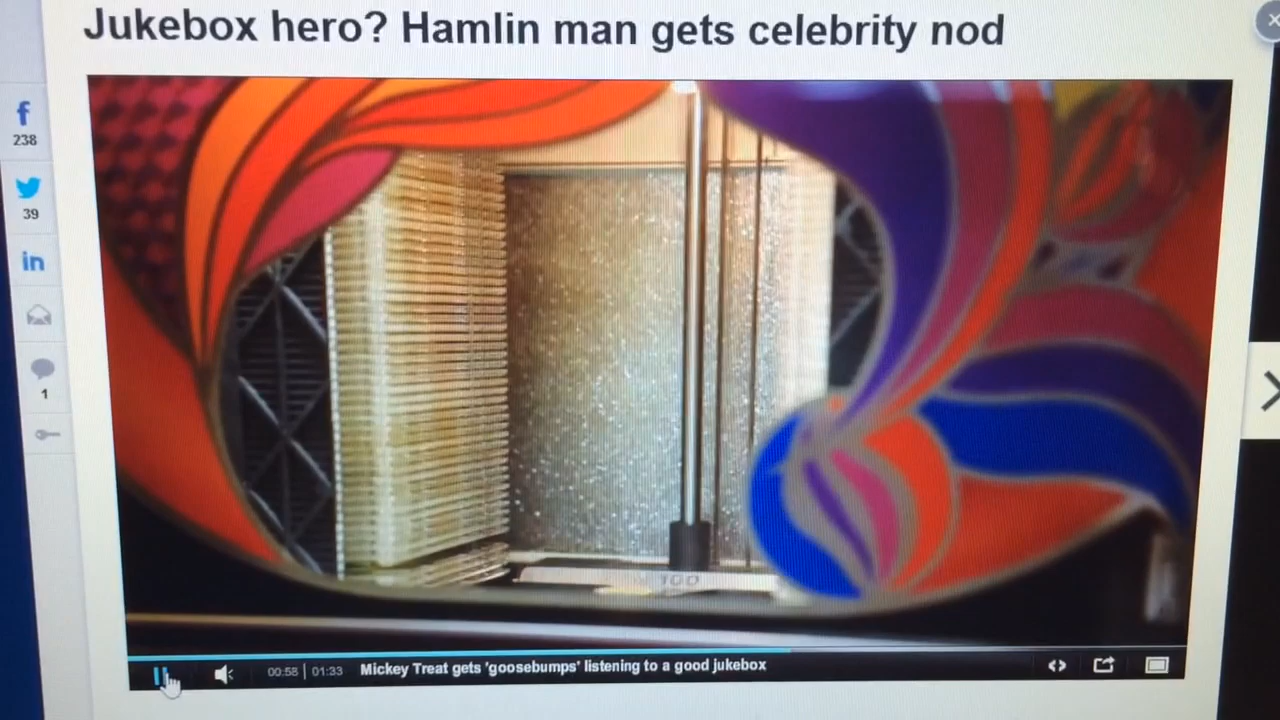 Jukebox hero? Hamlin man gets celebrity nod
f
238
39
in
1
100
00:58 | 01:33 Mickey Treat gets 'goosebumps' listening to a good jukebox